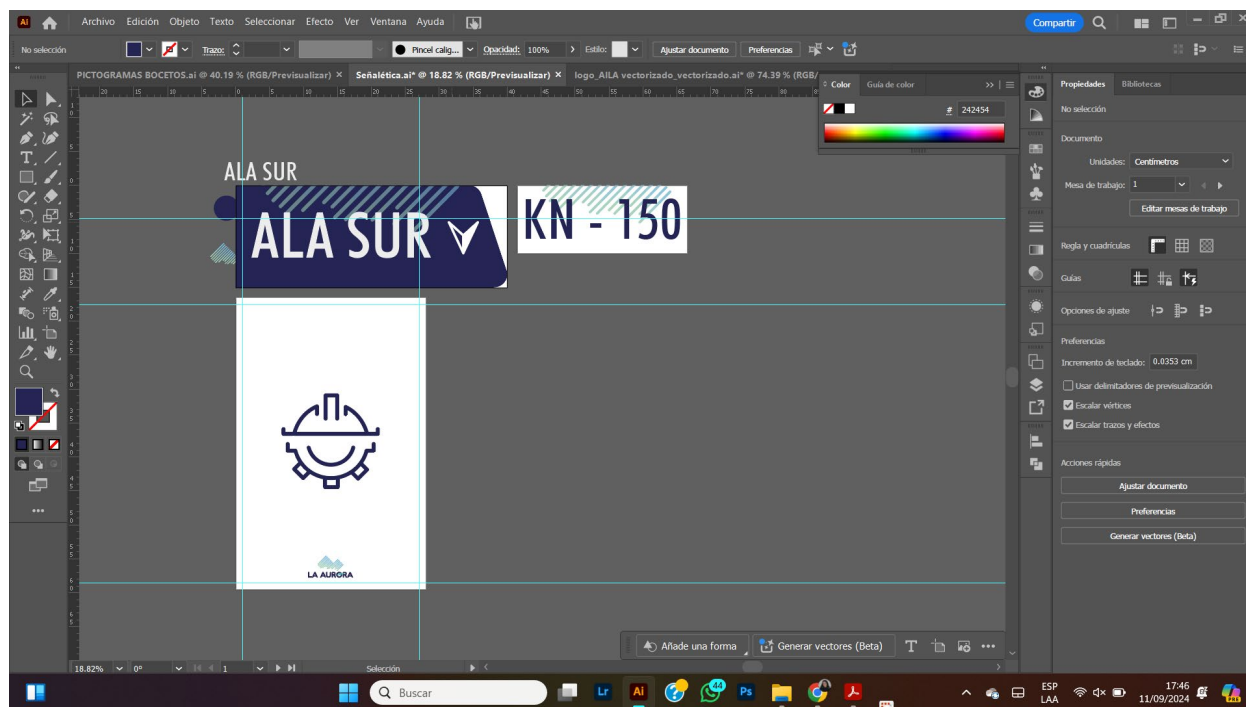 Archivo Edición Objeto Texto Seleccionar Efecto Ver Ventana Ayuda
Compartir
No selección
Trazo:
Pincel calig...
Opacidad: 100%
Estilo:
Ajustar documento
Preferencias
PICTOGRAMAS BOCETOS.ai @ 40.19 % (RGB/Previsualizar) ×
Señalética.ai* @ 18.82 % (RGB/Previsualizar) ×
logo_AILA vectorizado_vectorizado.ai* @ 74.39 % (RGB/
Color
Guía de color
# 242454
Propiedades
Bibliotecas
No selección
Documento
Unidades: Centímetros
Mesa de trabajo: 1
Editar mesas de trabajo
Regla y cuadrículas
Guías
Opciones de ajuste
Preferencias
Incremento de teclado: 0.0353 cm
Usar delimitadores de previsualización
Escalar vértices
Escalar trazos y efectos
Acciones rápidas
Ajustar documento
Preferencias
Generar vectores (Beta)
ALA SUR
ALA SUR
KN - 150
LA AURORA
Añade una forma
Generar vectores (Beta)
18.82%
0°
1
Selección
Buscar
Lr
Ai
44
Ps
ESP
LAA
17:46
11/09/2024